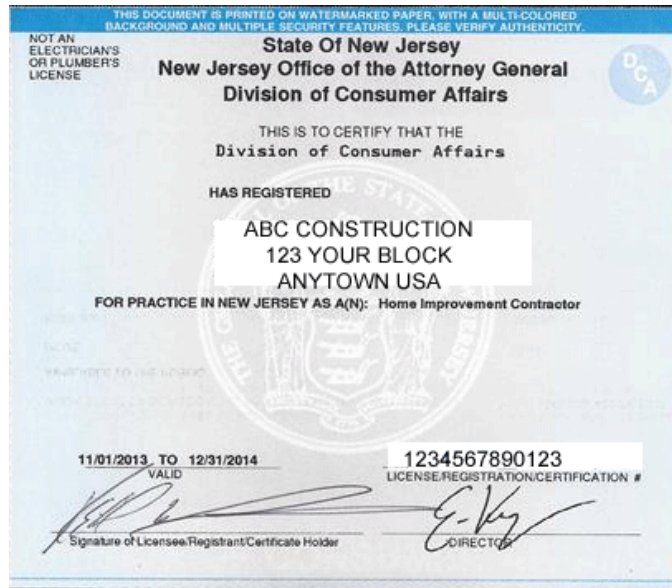 THIS DOCUMENT IS PRINTED ON WATERMARKED PAPER, WITH A MULTI-COLORED
BACKGROUND AND MULTIPLE SECURITY FEATURES. PLEASE VERIFY AUTHENTICITY.
NOT AN
ELECTRICIAN'S
OR PLUMBER'S
LICENSE
State Of New Jersey
New Jersey Office of the Attorney General
Division of Consumer Affairs
DCA
THIS IS TO CERTIFY THAT THE
Division of Consumer Affairs
HAS REGISTERED
ABC CONSTRUCTION
123 YOUR BLOCK
ANYTOWN USA
FOR PRACTICE IN NEW JERSEY AS A(N): Home Improvement Contractor
11/01/2013 TO 12/31/2014
VALID
1234567890123
LICENSE/REGISTRATION/CERTIFICATION #
Signature of Licensee/Registrant/Certificate Holder
DIRECTOR